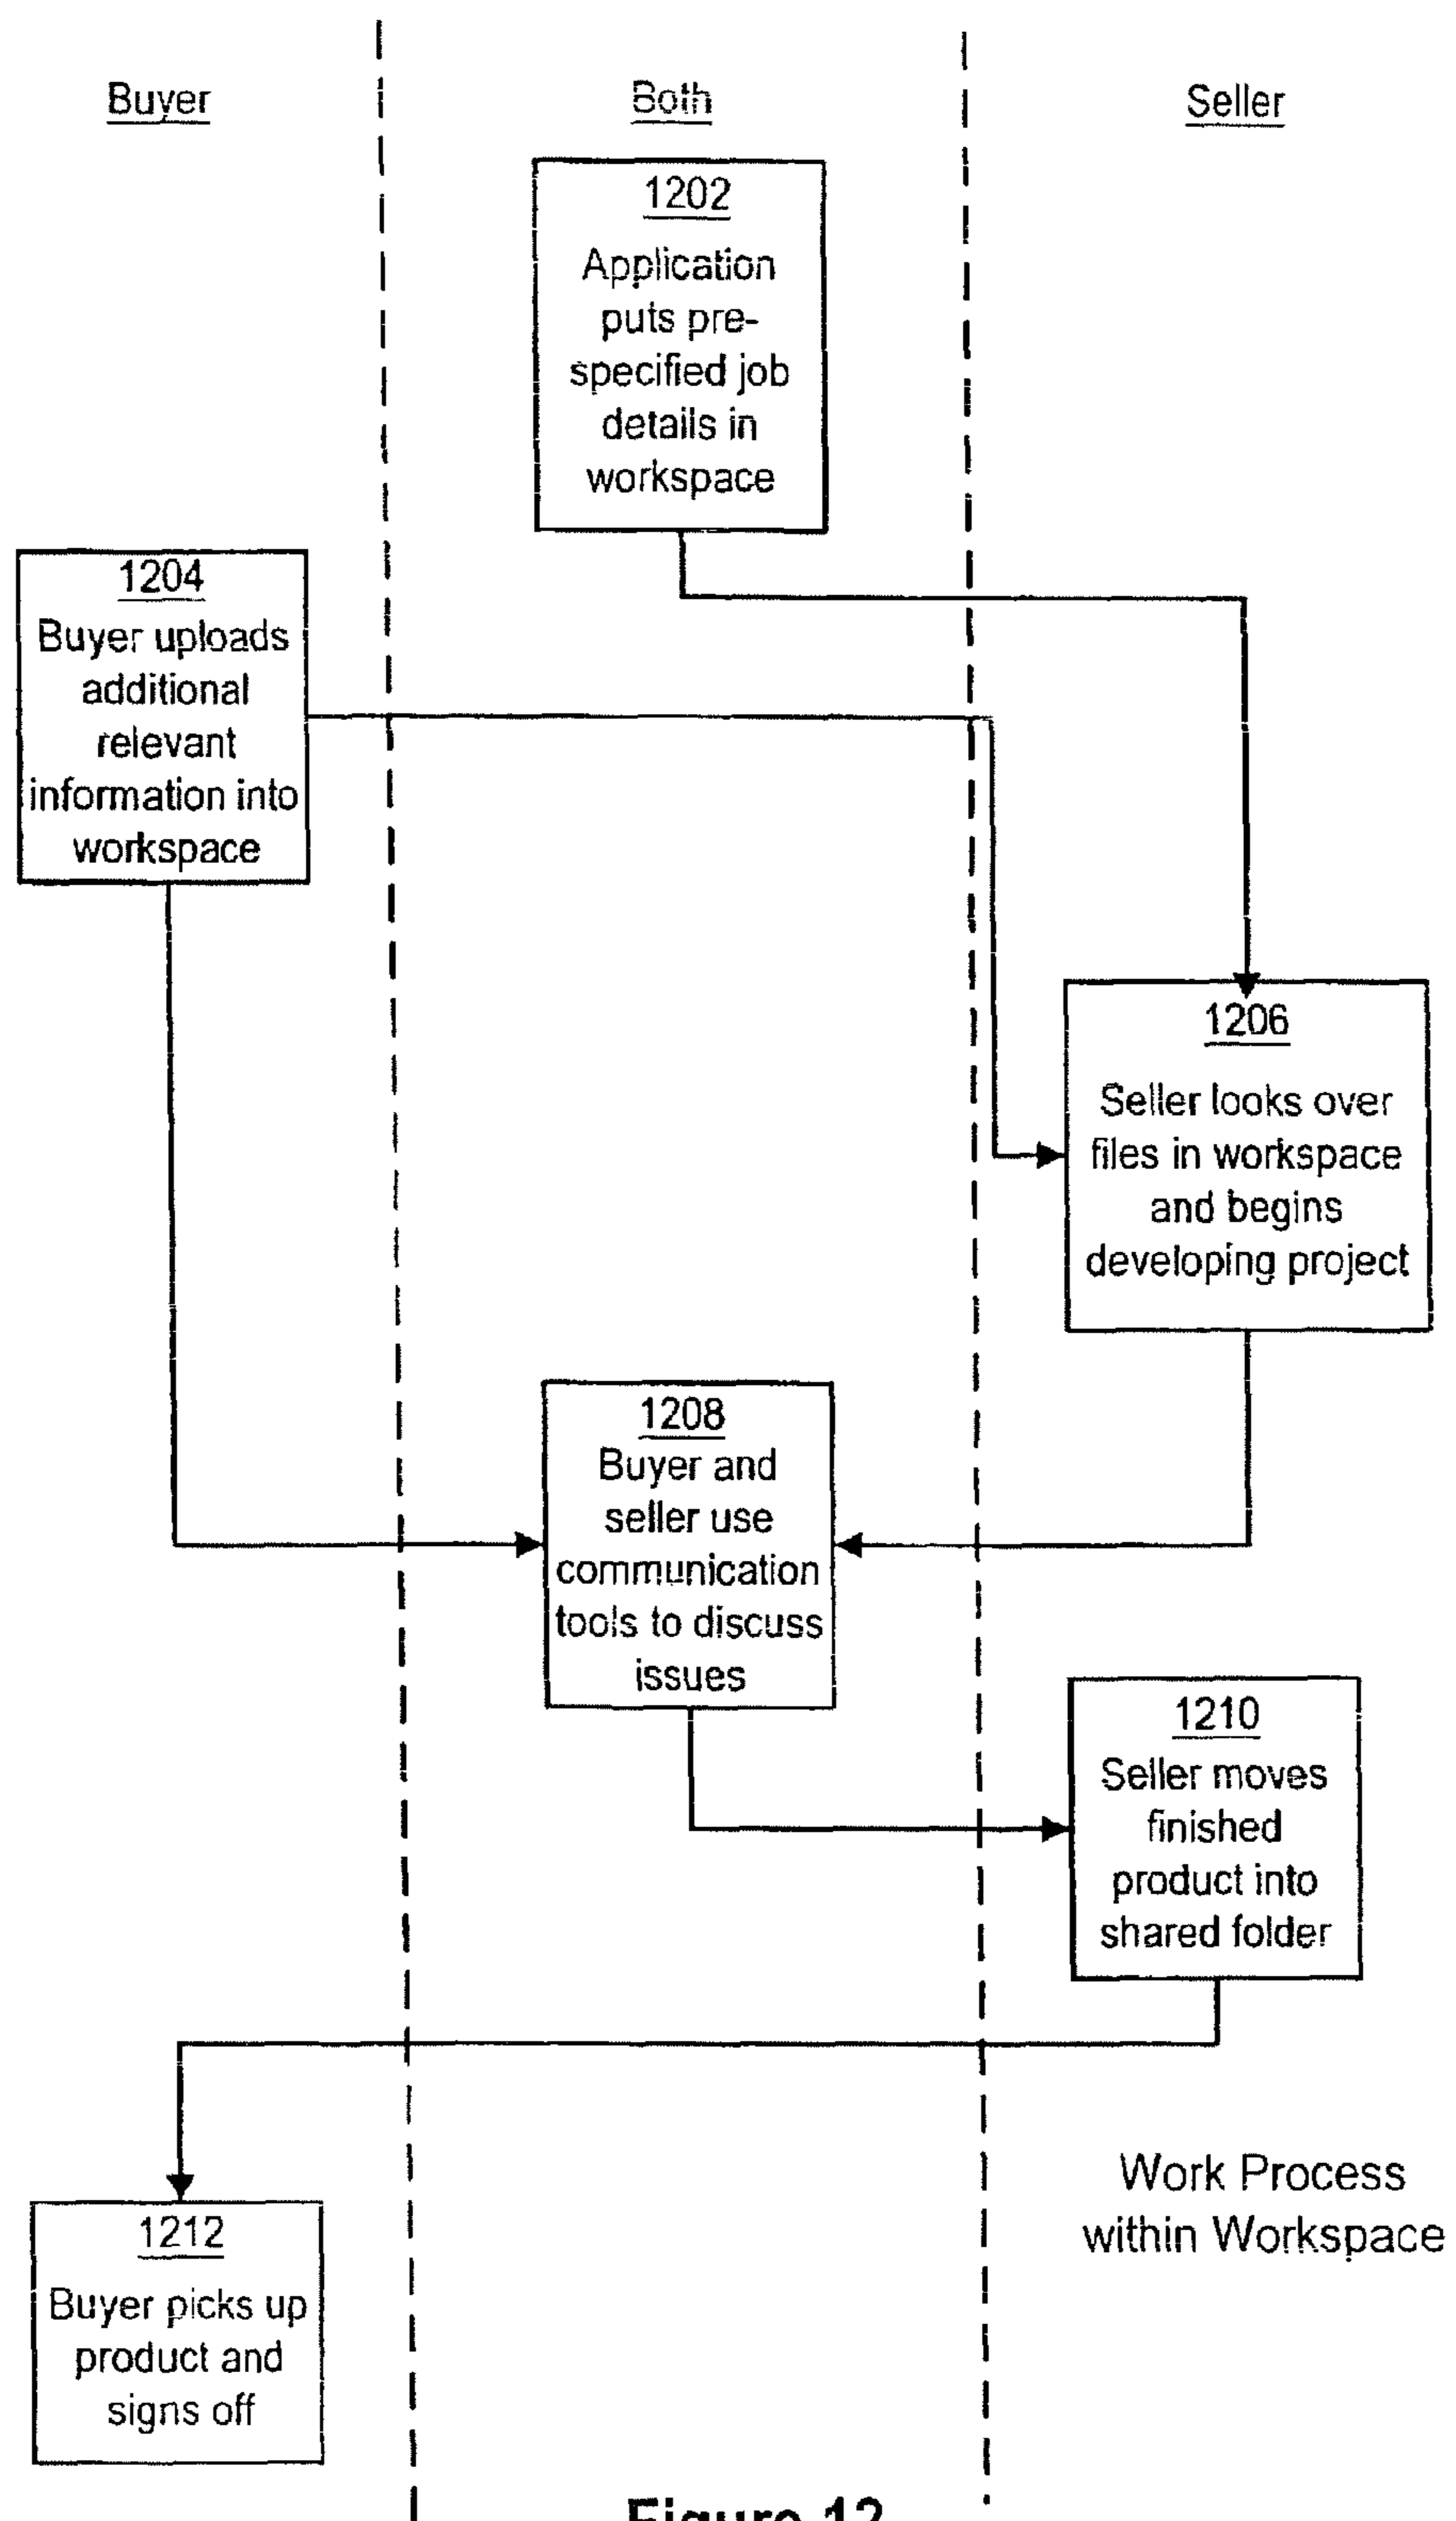 Buyer
Both
Seller
1202
Application
puts pre-
specified job
details in
workspace
1204
Buyer uploads
additional
relevant
information into
workspace
1206
Seller looks over
files in workspace
and begins
developing project
1208
Buyer and
seller use
communication
tools to discuss
issues
1210
Seller moves
finished
product into
shared folder
1212
Buyer picks up
product and
signs off
Work Process
within Workspace
Figure 12